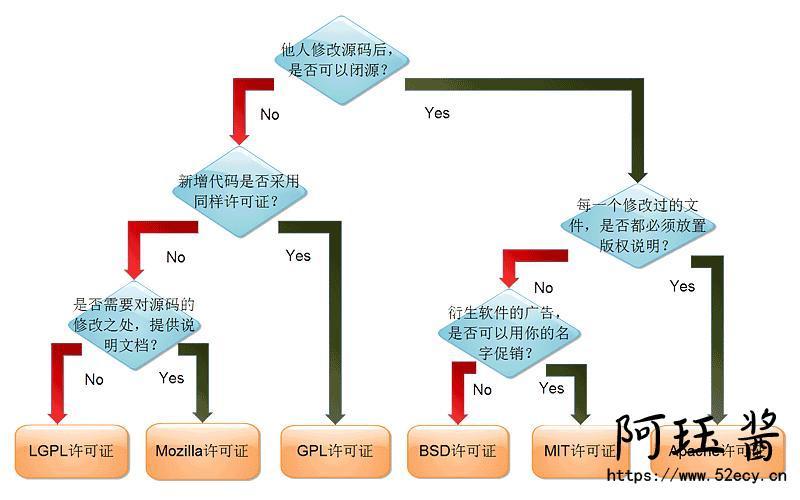 他人修改源码后,
是否可以闭源?
No
Yes
新增代码是否采用
同样许可证?
每一个修改过的文
件，是否都必须放置
版权说明?
No
Yes
No
Yes
是否需要对源码的
修改之处，提供说
明文档?
衍生软件的广告，
是否可以用你的名
字促销?
No
Yes
No
Yes
LGPL许可证
Mozilla许可证
GPL许可证
BSD许可证
MIT许可证
Apache许可证
阿珏酱
https://www.52ecy.cn